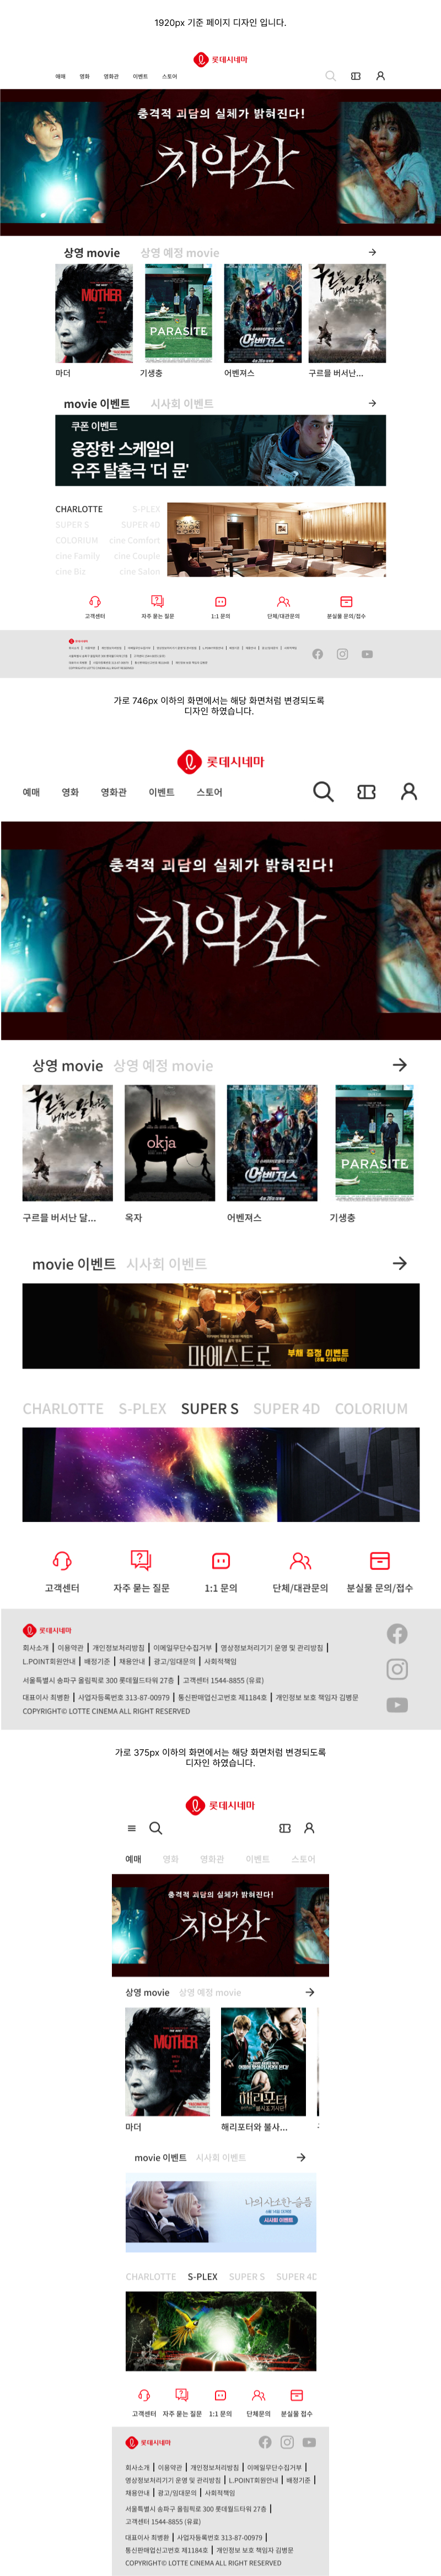 1920px 기준 페이지 디자인 입니다.
롯데시네마
예매 영화 영화관 이벤트 스토어
충격적 괴담의 실체가 밝혀진다!
치악산
상영 movie 상영 예정 movie
MOTHER
PARASITE
어벤져스
마더 기생충 어벤져스 구르믈 버서난...
movie 이벤트 시사회 이벤트
쿠폰 이벤트
웅장한 스케일의
우주 탈출극 '더 문'
CHARLOTTE S-PLEX
SUPER S SUPER 4D
COLORIUM cine Comfort
cine Family cine Couple
cine Biz cine Salon
고객센터 자주 묻는 질문 1:1 문의 단체/대관문의 분실물 문의/접수
롯데시네마
가로 746px 이하의 화면에서는 해당 화면처럼 변경되도록
디자인 하였습니다.
롯데시네마
예매 영화 영화관 이벤트 스토어
충격적 괴담의 실체가 밝혀진다!
치악산
상영 movie 상영 예정 movie
okja
어벤져스
PARASITE
구르믈 버서난 달... 옥자 어벤져스 기생충
movie 이벤트 시사회 이벤트
마에스트로
부채 증정 이벤트
CHARLOTTE S-PLEX SUPER S SUPER 4D COLORIUM
고객센터 자주 묻는 질문 1:1 문의 단체/대관문의 분실물 문의/접수
롯데시네마
회사소개 | 이용약관 | 개인정보처리방침 | 이메일무단수집거부 | 영상정보처리기기 운영 및 관리방침 |
L.POINT회원안내 | 배정기준 | 채용안내 | 광고/임대문의 | 사회적책임
서울특별시 송파구 올림픽로 300 롯데월드타워 27층 | 고객센터 1544-8855 (유료)
대표이사 최병환 | 사업자등록번호 313-87-00979 | 통신판매업신고번호 제1184호 | 개인정보 보호 책임자 김병문
COPYRIGHT© LOTTE CINEMA ALL RIGHT RESERVED
가로 375px 이하의 화면에서는 해당 화면처럼 변경되도록
디자인 하였습니다.
롯데시네마
예매 영화 영화관 이벤트 스토어
충격적 괴담의 실체가 밝혀진다!
치악산
상영 movie 상영 예정 movie
MOTHER
해리포터
불사조기사단
마더 해리포터와 불사...
movie 이벤트 시사회 이벤트
나의 사소한 슬픔
시사회 이벤트
CHARLOTTE S-PLEX SUPER S SUPER 4D
고객센터 자주 묻는 질문 1:1 문의 단체문의 분실물 접수
롯데시네마
회사소개 | 이용약관 | 개인정보처리방침 | 이메일무단수집거부 |
영상정보처리기기 운영 및 관리방침 | L.POINT회원안내 | 배정기준 |
채용안내 | 광고/임대문의 | 사회적책임
서울특별시 송파구 올림픽로 300 롯데월드타워 27층 |
고객센터 1544-8855 (유료)
대표이사 최병환 | 사업자등록번호 313-87-00979 |
통신판매업신고번호 제1184호 | 개인정보 보호 책임자 김병문
COPYRIGHT© LOTTE CINEMA ALL RIGHT RESERVED